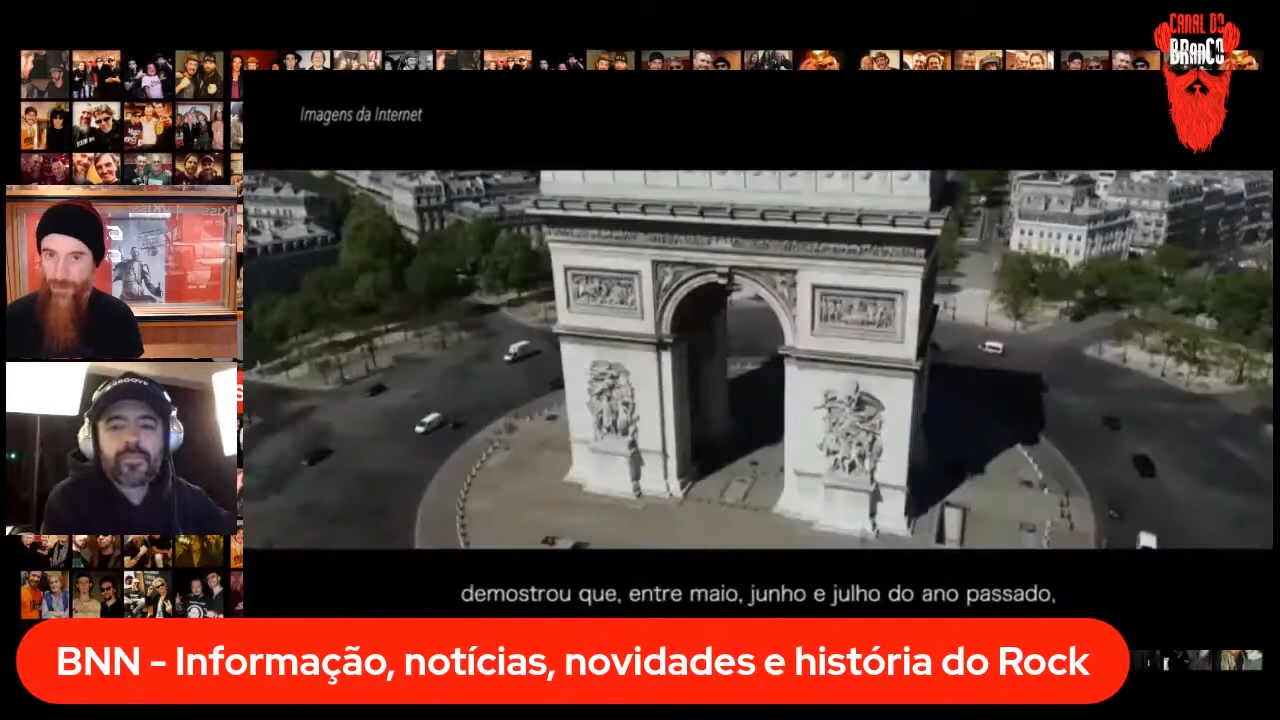 CANAL DO
BRANCO
Imagens da Internet
GROOVE
demostrou que, entre maio, junho e julho do ano passado,
BNN - Informação, notícias, novidades e história do Rock